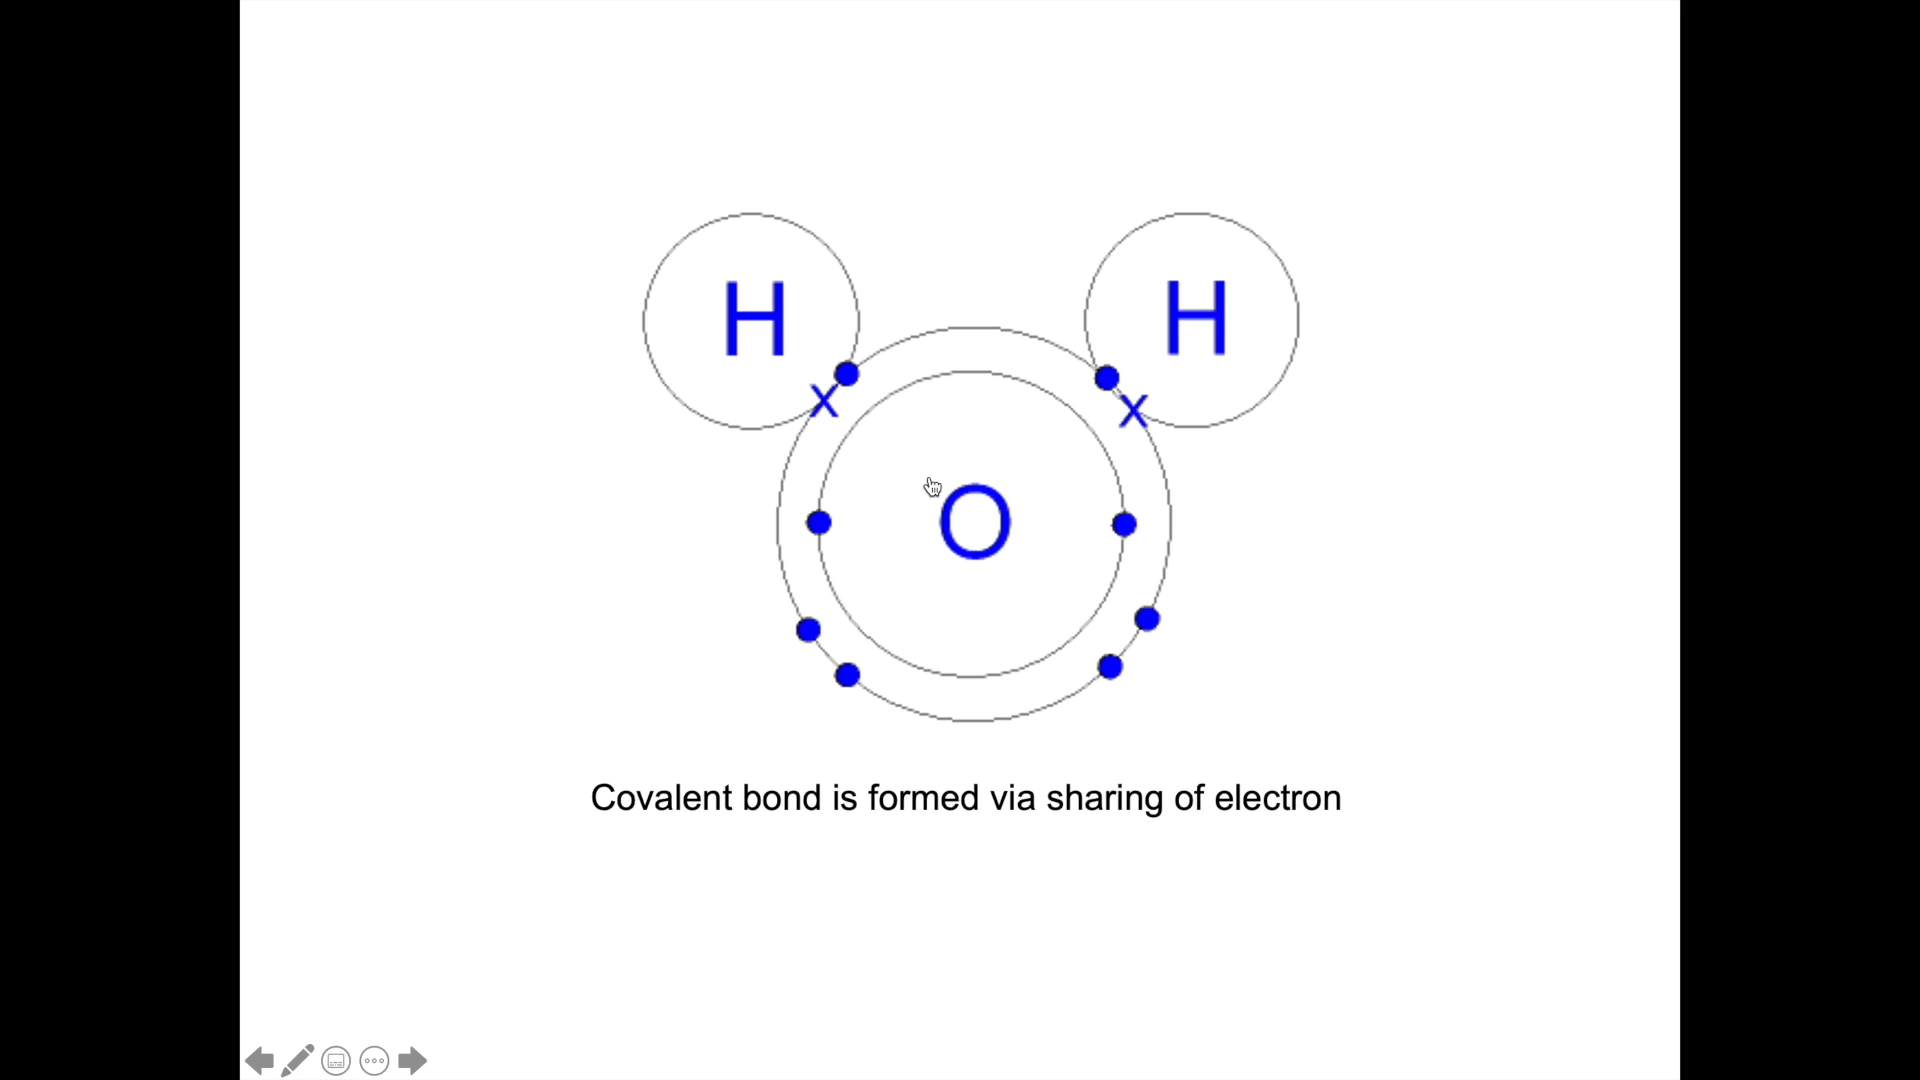 H H
x x
O
Covalent bond is formed via sharing of electron